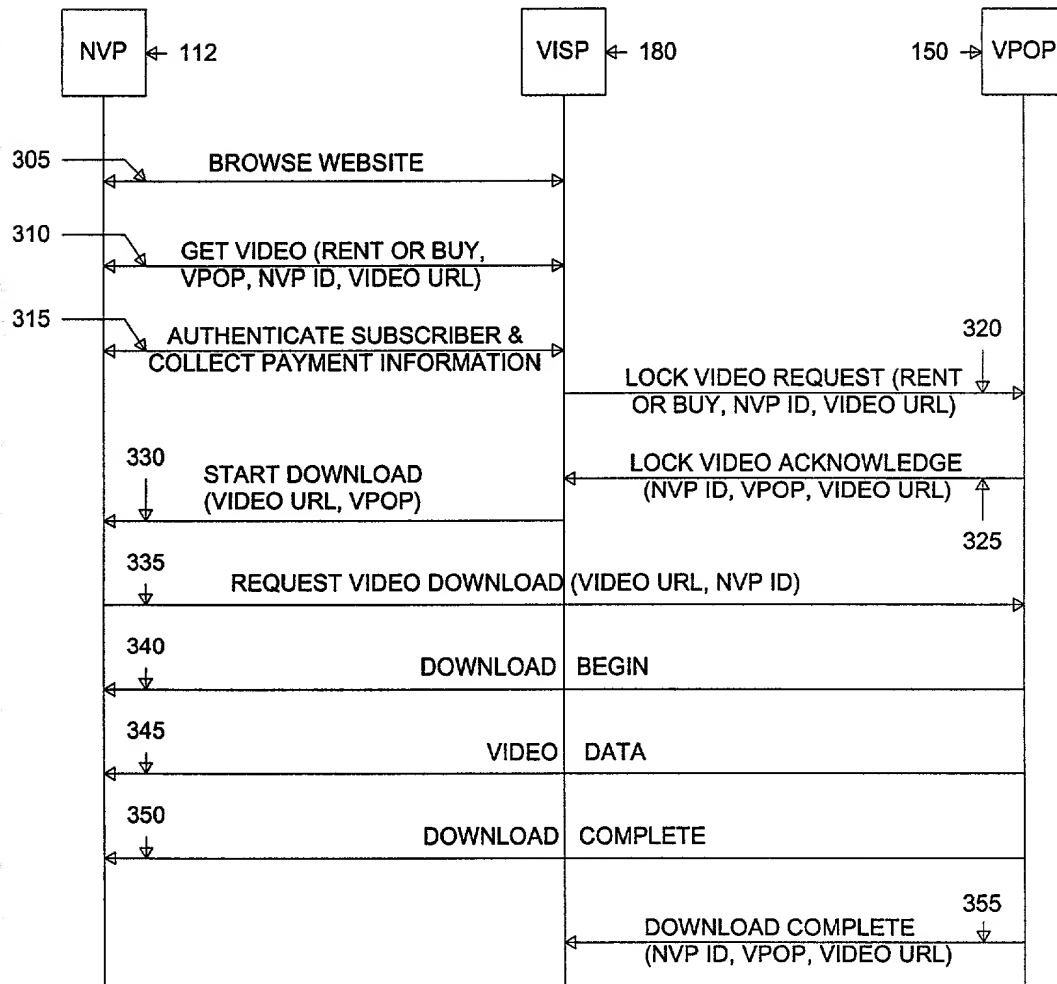 NVP
112
VISP
180
150
VPOP
305
BROWSE WEBSITE
310
GET VIDEO (RENT OR BUY,
VPOP, NVP ID, VIDEO URL)
315
AUTHENTICATE SUBSCRIBER &
COLLECT PAYMENT INFORMATION
320
LOCK VIDEO REQUEST (RENT
OR BUY, NVP ID, VIDEO URL)
330
START DOWNLOAD
(VIDEO URL, VPOP)
LOCK VIDEO ACKNOWLEDGE
(NVP ID, VPOP, VIDEO URL)
325
335
REQUEST VIDEO DOWNLOAD (VIDEO URL, NVP ID)
340
DOWNLOAD BEGIN
345
VIDEO DATA
350
DOWNLOAD COMPLETE
355
DOWNLOAD COMPLETE
(NVP ID, VPOP, VIDEO URL)